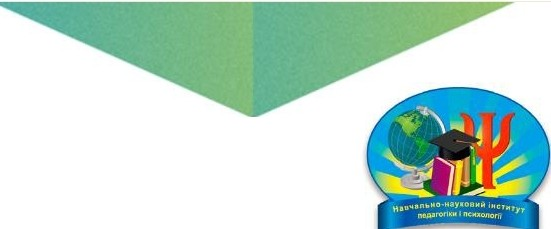 Навчально-науковий інститут
педагогіки і психології